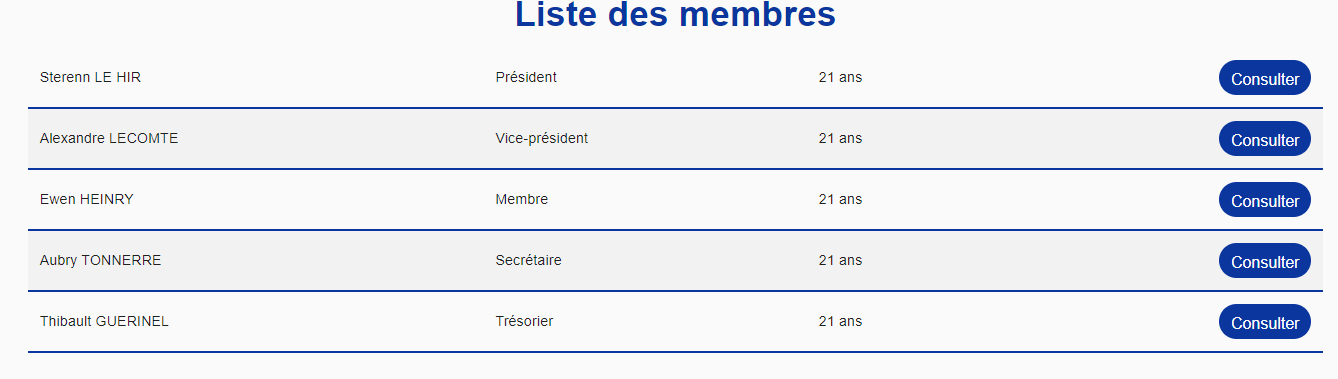 Liste des membres
Sterenn LE HIR Président 21 ans Consulter
Alexandre LECOMTE Vice-président 21 ans Consulter
Ewen HEINRY Membre 21 ans Consulter
Aubry TONNERRE Secrétaire 21 ans Consulter
Thibault GUERINEL Trésorier 21 ans Consulter